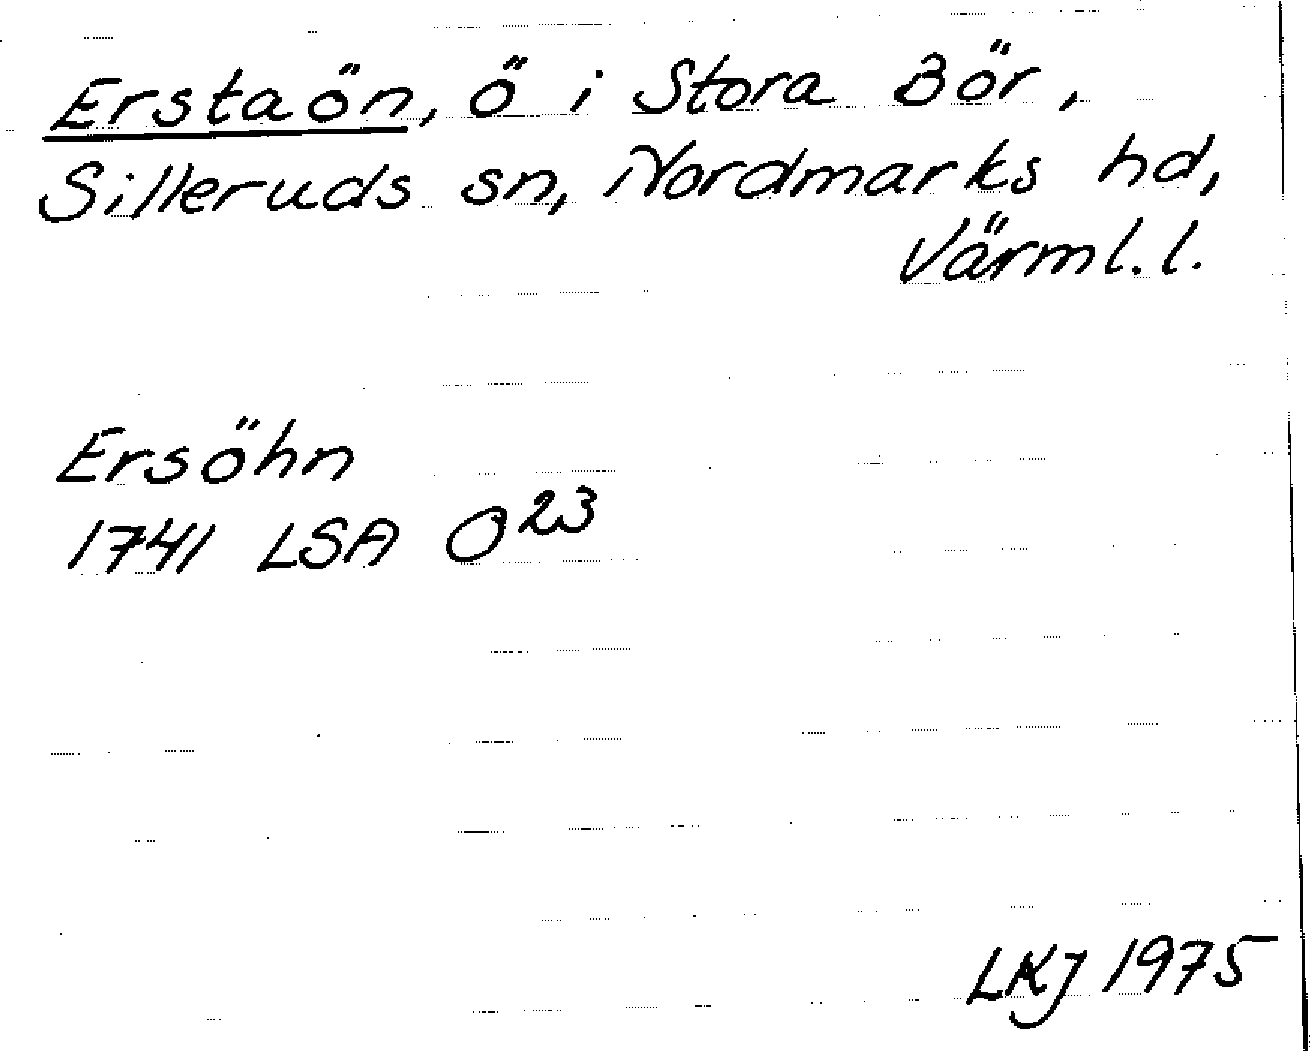 Erstaön, ö i Stora Bör,
Silleruds sn, Nordmarks hd,
Värml. l.
Ersöhn
1741 LSA O²³
LKJ 1975